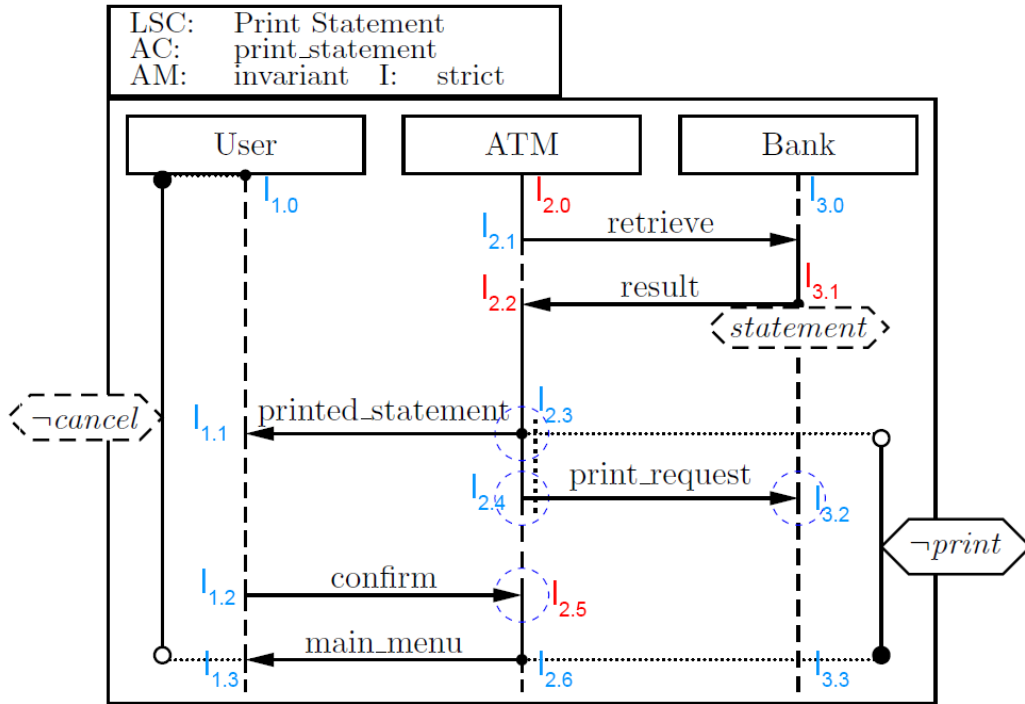 LSC: Print Statement
AC: print_statement
AM: invariant I: strict
User ATM Bank
l1.0 l2.0 l3.0
l2.1 retrieve
l2.2 result l3.1
statement
¬cancel
l1.1 printed_statement l2.3
l2.4 print_request l3.2
¬print
l1.2 confirm l2.5
main_menu
l1.3 l2.6 l3.3